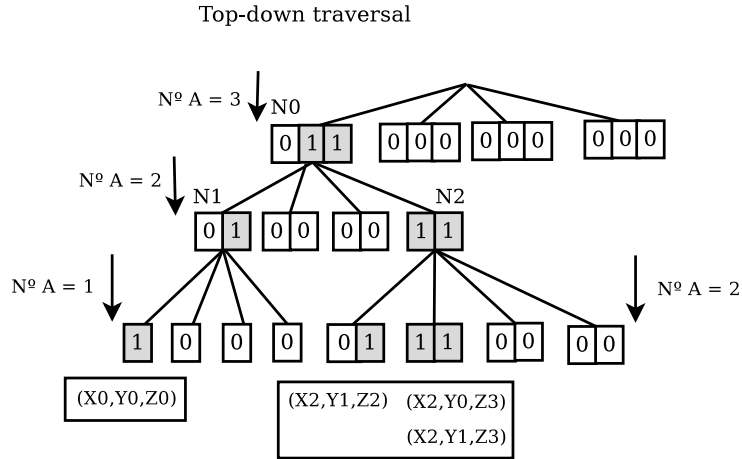 Top-down traversal
Nº A = 3
N0
0 1 1 0 0 0 0 0 0 0 0 0
Nº A = 2
N1 N2
0 1 0 0 0 0 1 1
Nº A = 1 Nº A = 2
1 0 0 0 0 1 1 1 0 0 0 0
(X0,Y0,Z0) (X2,Y1,Z2) (X2,Y0,Z3)
(X2,Y1,Z3)